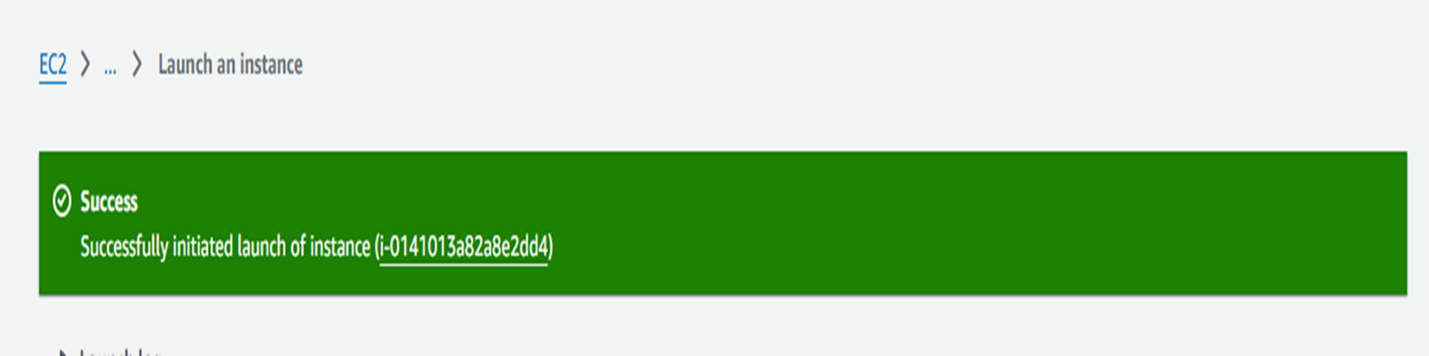 EC2 > ... > Launch an instance
Success
Successfully initiated launch of instance (i-0141013a82a8e2dd4)